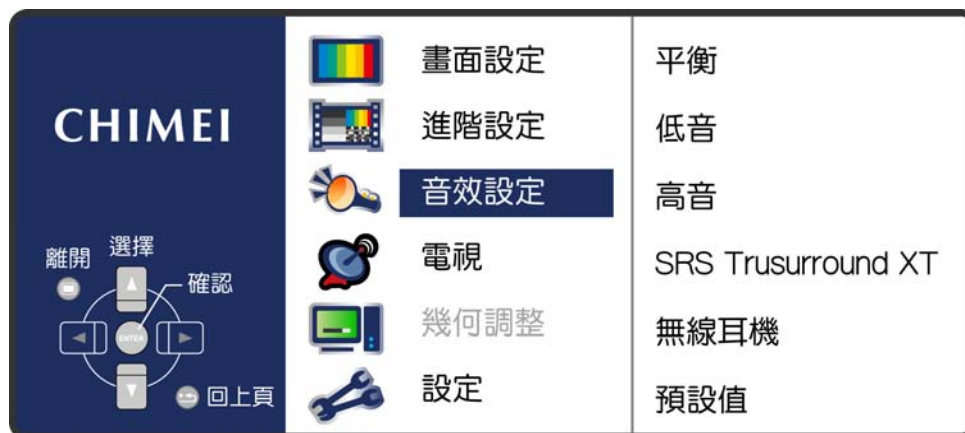 CHIMEI
離開
選擇
確認
ENTER
回上頁
畫面設定
進階設定
音效設定
電視
幾何調整
設定
平衡
低音
高音
SRS Trusurround XT
無線耳機
預設值